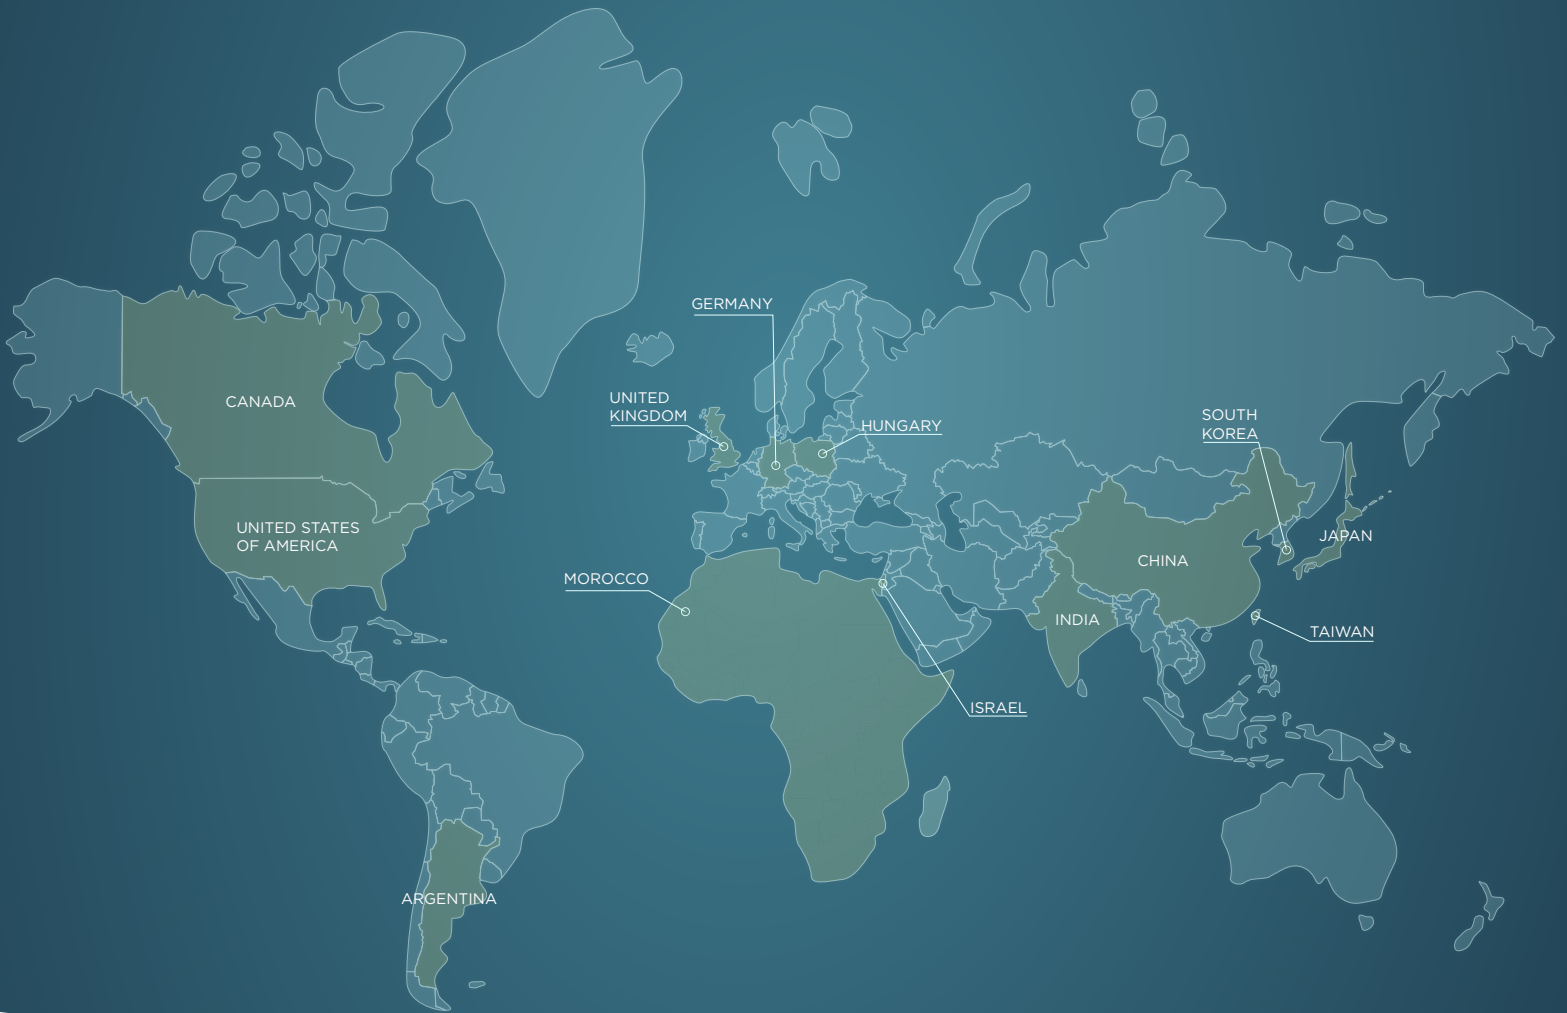 GERMANY
UNITED
KINGDOM
HUNGARY
CANADA
SOUTH
KOREA
UNITED STATES
OF AMERICA
JAPAN
CHINA
MOROCCO
INDIA
TAIWAN
ISRAEL
ARGENTINA